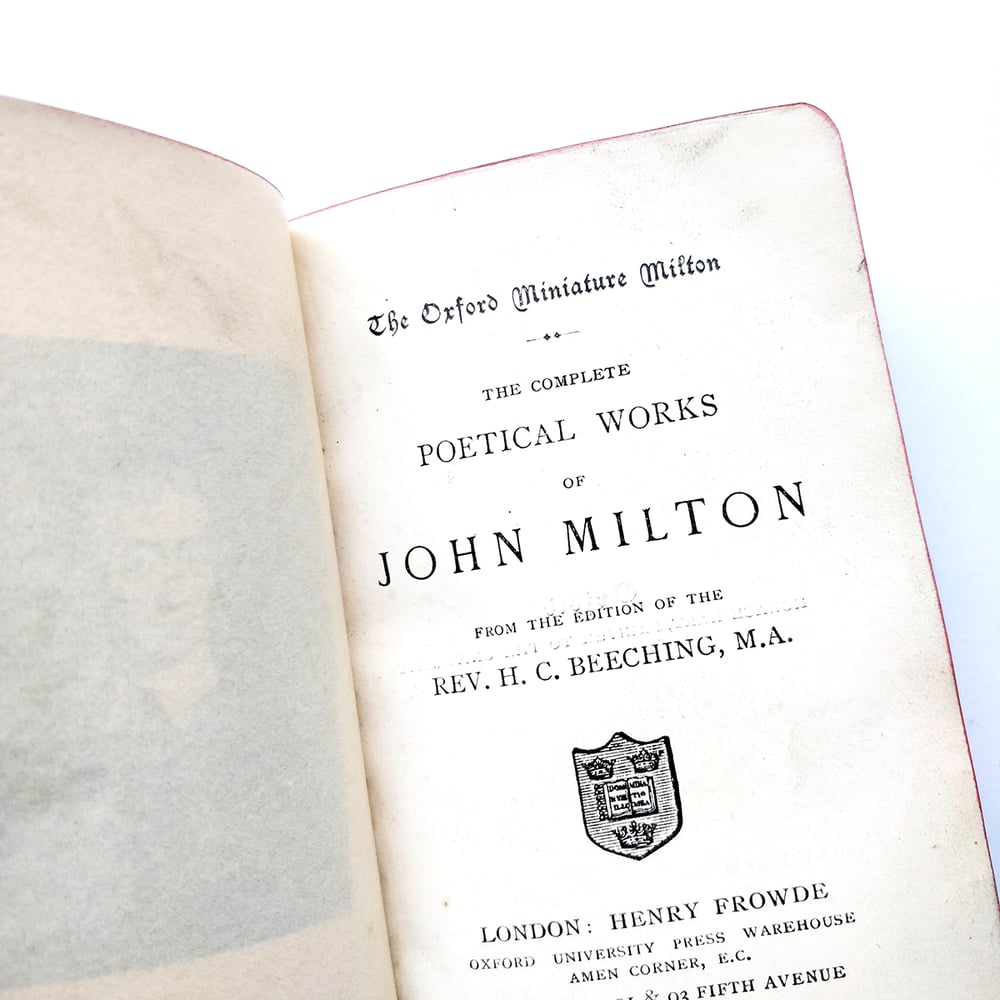 The Oxford Miniature Milton
THE COMPLETE
POETICAL WORKS
OF
JOHN MILTON
FROM THE EDITION OF THE
REV. H. C. BEECHING, M.A.
LONDON: HENRY FROWDE
OXFORD UNIVERSITY PRESS WAREHOUSE
AMEN CORNER, E.C.
& 93 FIFTH AVENUE